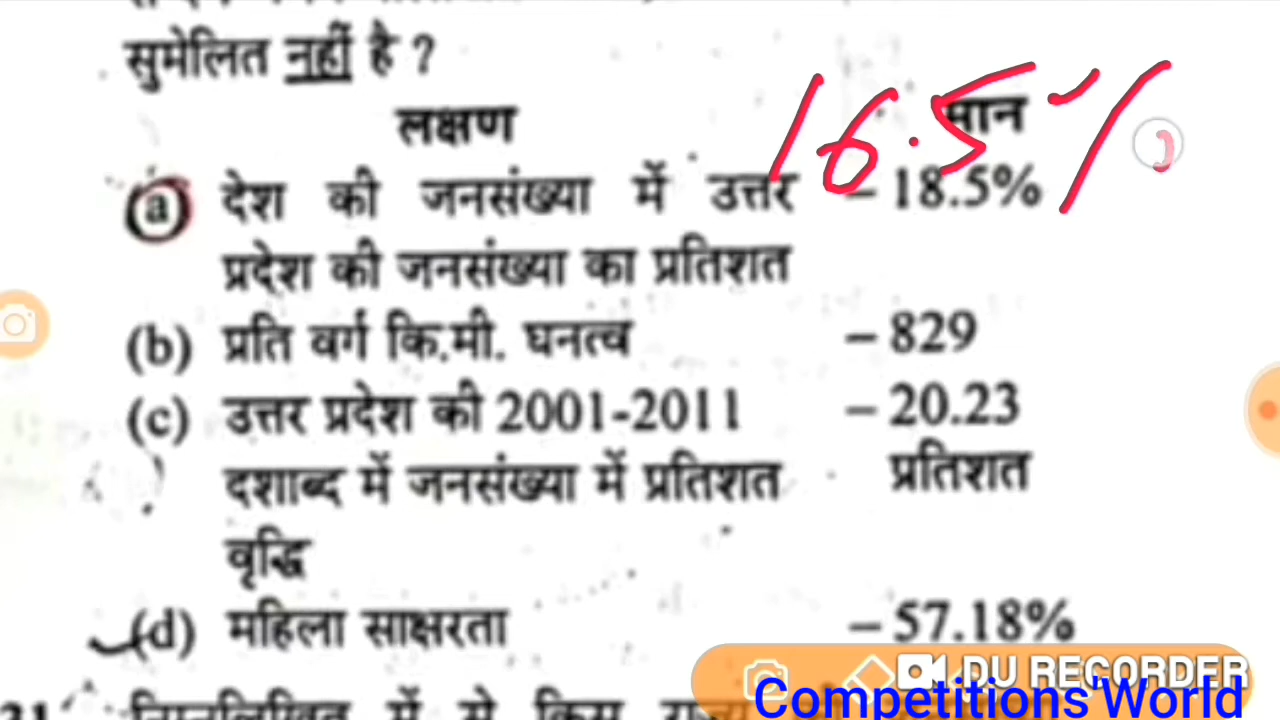 सुमेलित नहीं है ?
लक्षण मान
16.5%
(a) देश की जनसंख्या में उत्तर – 18.5%
प्रदेश की जनसंख्या का प्रतिशत
(b) प्रति वर्ग कि.मी. घनत्व – 829
(c) उत्तर प्रदेश की 2001-2011 – 20.23
दशाब्द में जनसंख्या में प्रतिशत प्रतिशत
वृद्धि
(d) महिला साक्षरता – 57.18%
DU RECORDER
Competitions'World